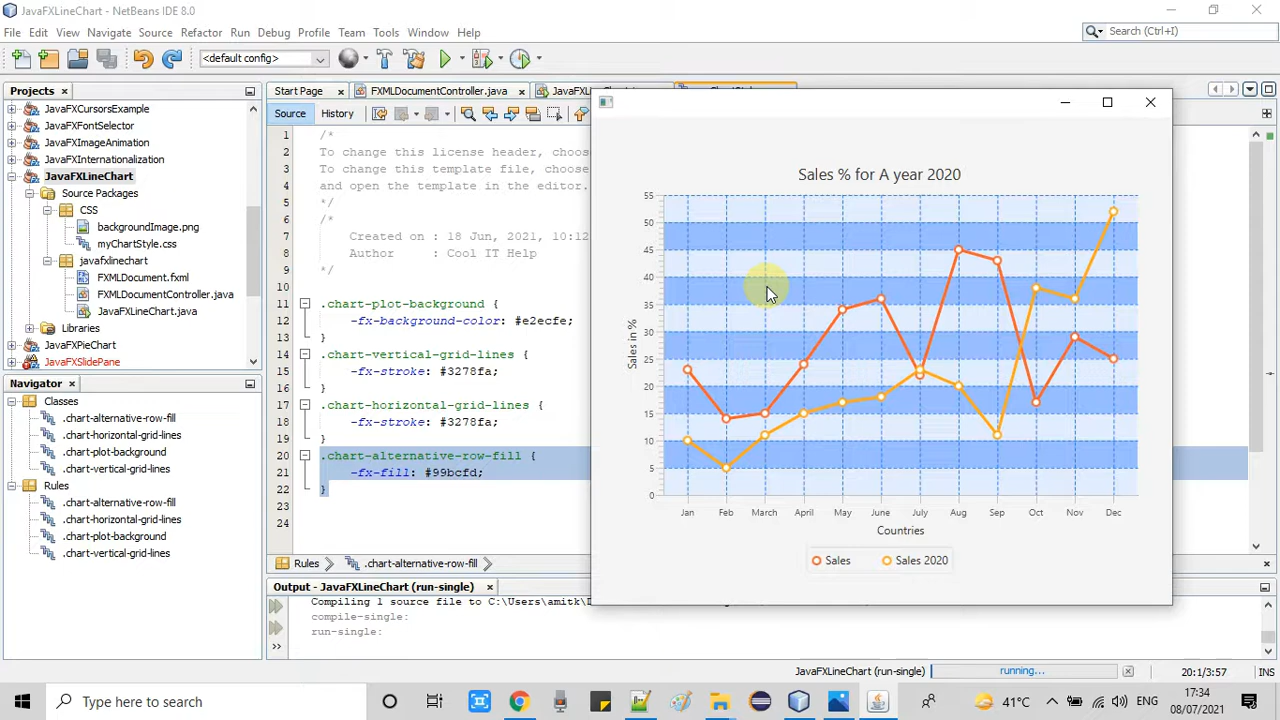 JavaFXLineChart - NetBeans IDE 8.0
File Edit View Navigate Source Refactor Run Debug Profile Team Tools Window Help
Search (Ctrl+I)
<default config>
Projects
Start Page
FXMLDocumentController.java
Source History
JavaFXCursorsExample
JavaFXFontSelector
JavaFXImageAnimation
JavaFXInternationalization
JavaFXLineChart
Source Packages
CSS
backgroundImage.png
myChartStyle.css
javafxlinechart
FXMLDocument.fxml
FXMLDocumentController.java
JavaFXLineChart.java
Libraries
JavaFXPieChart
JavaFXSlidePane
Navigator
Classes
.chart-alternative-row-fill
.chart-horizontal-grid-lines
.chart-plot-background
.chart-vertical-grid-lines
Rules
.chart-alternative-row-fill
.chart-horizontal-grid-lines
.chart-plot-background
.chart-vertical-grid-lines
1 /*
2 To change this license header, choos
3 To change this template file, choose
4 and open the template in the editor.
5 */
6 /*
7 Created on : 18 Jun, 2021, 10:12
8 Author : Cool IT Help
9 */
10
11 .chart-plot-background {
12 -fx-background-color: #e2ecfe;
13 }
14 .chart-vertical-grid-lines {
15 -fx-stroke: #3278fa;
16 }
17 .chart-horizontal-grid-lines {
18 -fx-stroke: #3278fa;
19 }
20 .chart-alternative-row-fill {
21 -fx-fill: #99bcfd;
22 }
23
24
Rules .chart-alternative-row-fill
Output - JavaFXLineChart (run-single)
Compiling 1 source file to C:\Users\amitk\
compile-single:
run-single:
Sales % for A year 2020
55
50
45
40
35
30
25
20
15
10
5
0
Sales in %
Jan Feb March April May June July Aug Sep Oct Nov Dec
Countries
Sales Sales 2020
JavaFXLineChart (run-single) running... 20:1/3:57 INS
Type here to search
41°C
ENG
17:34
08/07/2021